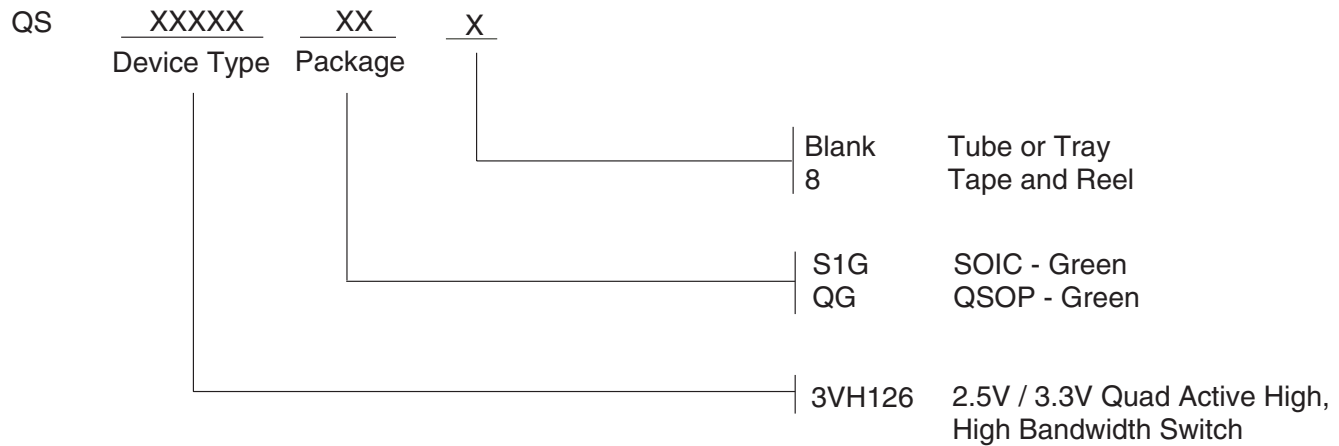 QS XXXXX XX X
Device Type Package
Blank Tube or Tray
8 Tape and Reel
S1G SOIC - Green
QG QSOP - Green
3VH126 2.5V / 3.3V Quad Active High,
High Bandwidth Switch